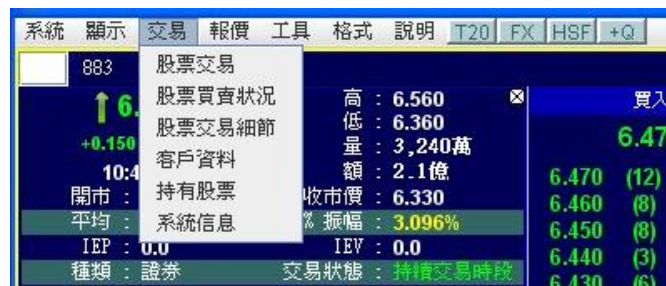 系統 顯示 交易 報價 工具 格式 說明 T20 FX HSF +Q
883
股票交易
股票買賣狀況
股票交易細節
客戶資料
持有股票
系統信息
6.
+0.150
10:4
高 : 6.560
低 : 6.360
量 : 3,240萬
額 : 2.1億
開市 : 收市價 : 6.330
平均 : % 振幅 : 3.096%
IEP : 0.0 IEV : 0.0
種類 : 證券 交易狀態 : 持續交易時段
買入
6.47
6.470 (12)
6.460 (8)
6.450 (8)
6.440 (3)
6.430 (6)